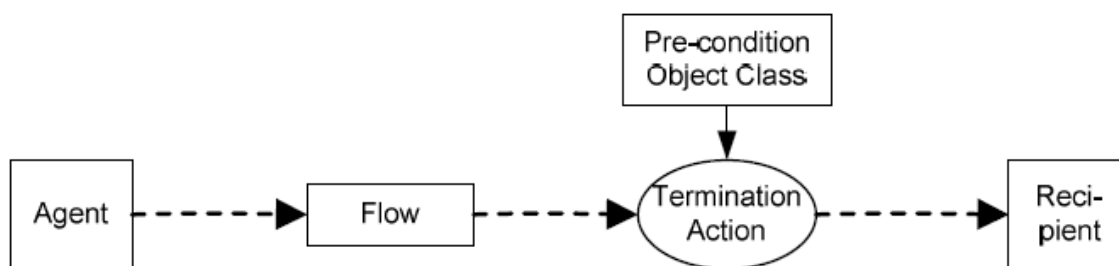 Pre-condition
Object Class
Agent
Flow
Termination
Action
Reci-
pient